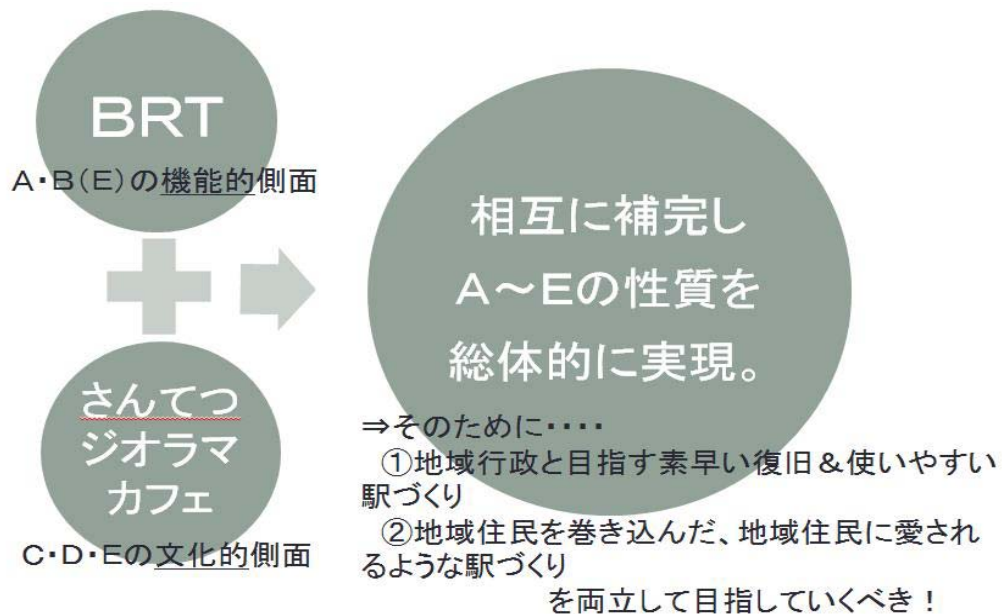 BRT
A・B(E)の機能的側面
さんてつ
ジオラマ
カフェ
C・D・Eの文化的側面
相互に補完し
A～Eの性質を
総体的に実現。
⇒そのために・・・・
①地域行政と目指す素早い復旧&使いやすい
駅づくり
②地域住民を巻き込んだ、地域住民に愛され
るような駅づくり
を両立して目指していくべき！